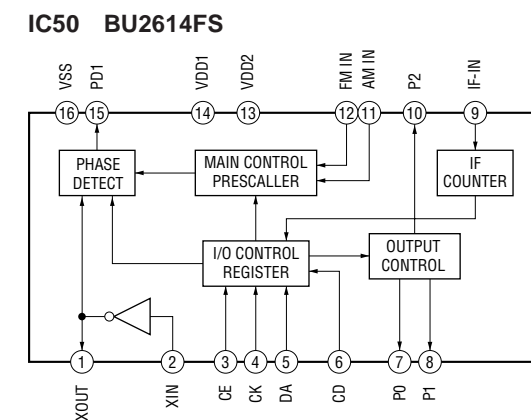 IC50 BU2614FS
VSS
PD1
VDD1
VDD2
FM IN
AM IN
P2
IF-IN
16
15
14
13
12
11
10
9
PHASE
DETECT
MAIN CONTROL
PRESCALLER
IF
COUNTER
I/O CONTROL
REGISTER
OUTPUT
CONTROL
1
2
3
4
5
6
7
8
XOUT
XIN
CE
CK
DA
CD
P0
P1